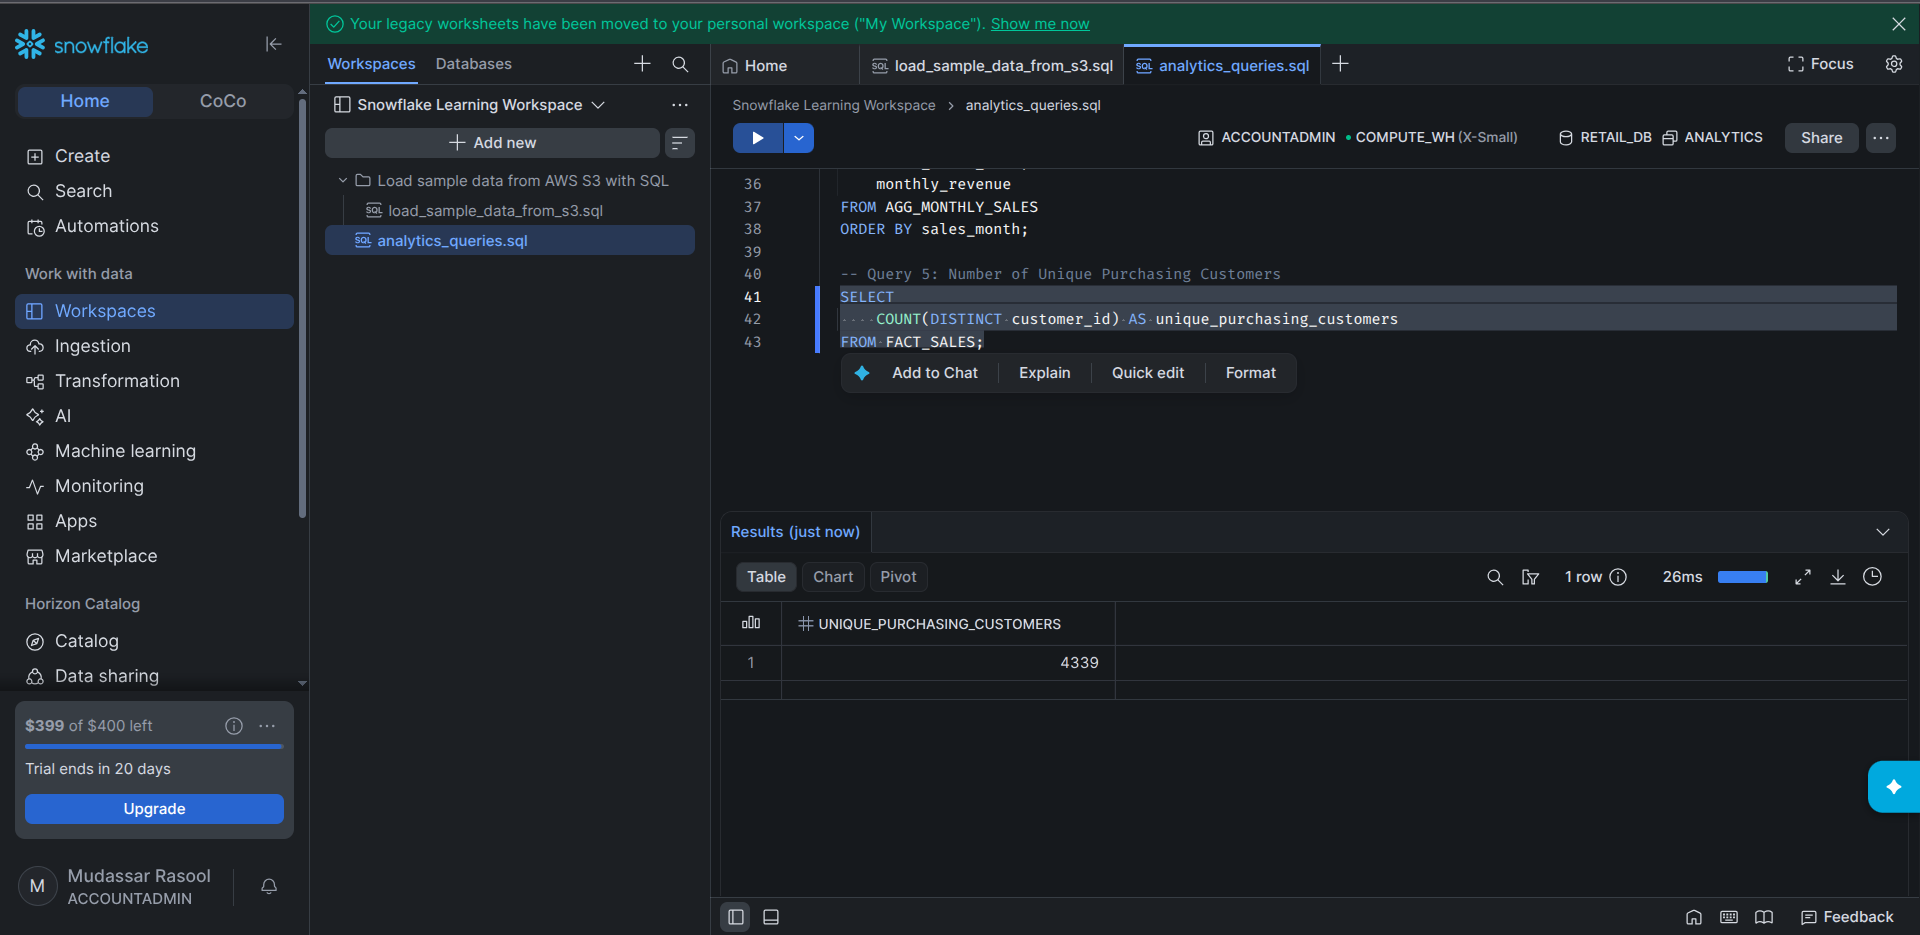 Your legacy worksheets have been moved to your personal workspace ("My Workspace"). Show me now
snowflake
Home
CoCo
Create
Search
Automations
Work with data
Workspaces
Ingestion
Transformation
AI
Machine learning
Monitoring
Apps
Marketplace
Horizon Catalog
Catalog
Data sharing
$399 of $400 left
Trial ends in 20 days
Upgrade
M
Mudassar Rasool
ACCOUNTADMIN
Workspaces
Databases
Snowflake Learning Workspace
Add new
Load sample data from AWS S3 with SQL
SQL load_sample_data_from_s3.sql
SQL analytics_queries.sql
Home
SQL load_sample_data_from_s3.sql
SQL analytics_queries.sql
Focus
Snowflake Learning Workspace > analytics_queries.sql
ACCOUNTADMIN
COMPUTE_WH (X-Small)
RETAIL_DB
ANALYTICS
Share
36 monthly_revenue
37 FROM AGG_MONTHLY_SALES
38 ORDER BY sales_month;
39
40 -- Query 5: Number of Unique Purchasing Customers
41 SELECT
42 COUNT(DISTINCT customer_id) AS unique_purchasing_customers
43 FROM FACT_SALES;
Add to Chat
Explain
Quick edit
Format
Results (just now)
Table
Chart
Pivot
1 row
26ms
UNIQUE_PURCHASING_CUSTOMERS
1 4339
Feedback